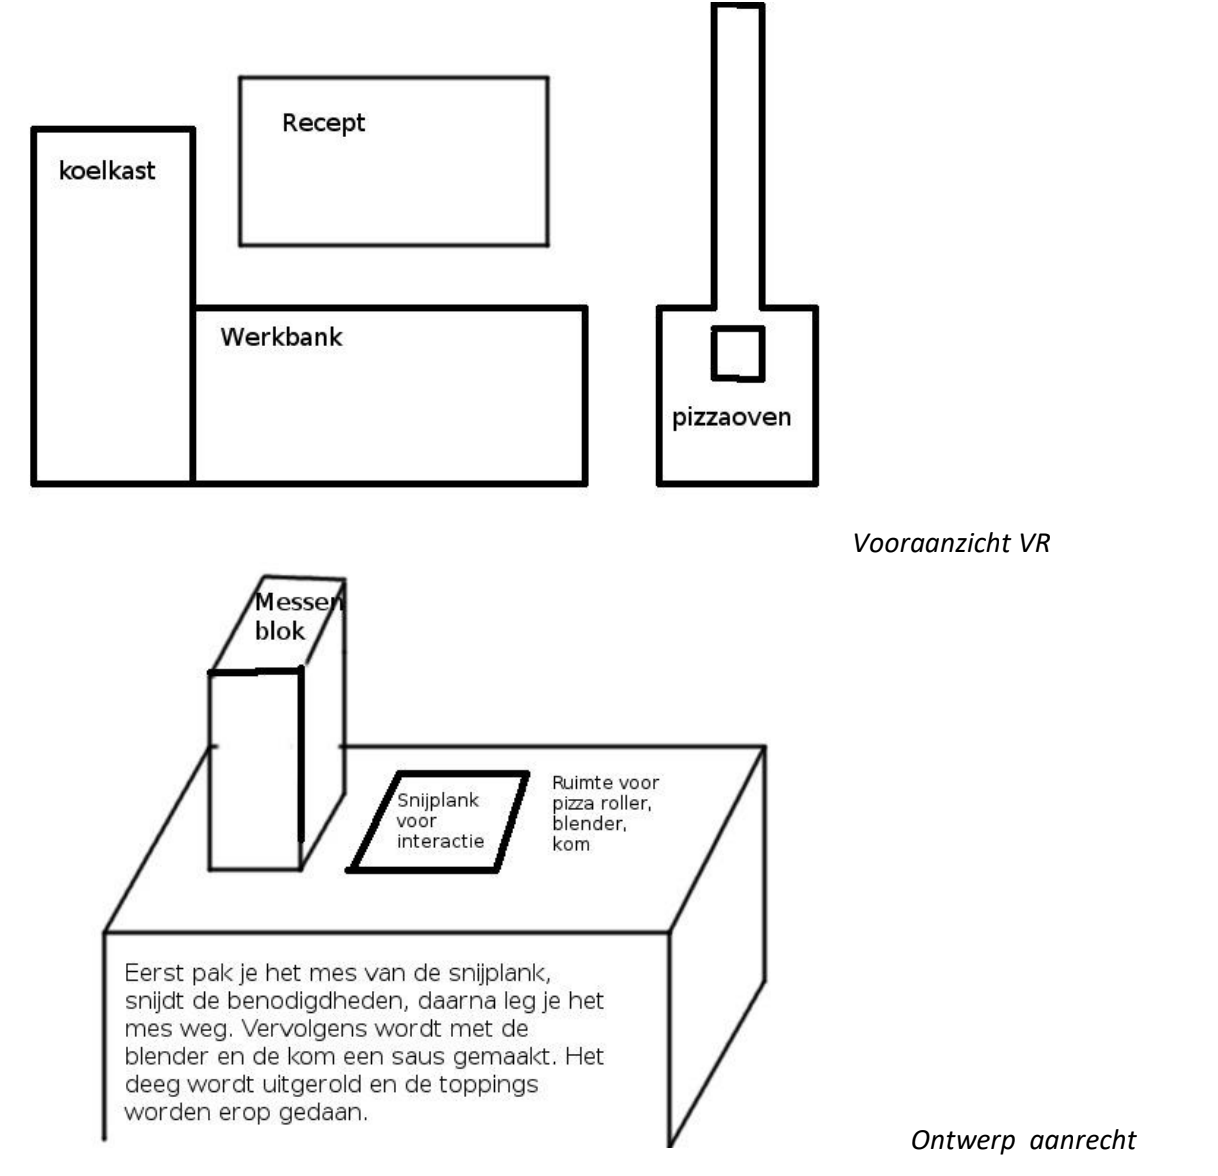 Recept
koelkast
Werkbank
pizzaoven
Vooraanzicht VR
Messen
blok
Snijplank
voor
interactie
Ruimte voor
pizza roller,
blender,
kom
Eerst pak je het mes van de snijplank,
snijdt de benodigdheden, daarna leg je het
mes weg. Vervolgens wordt met de
blender en de kom een saus gemaakt. Het
deeg wordt uitgerold en de toppings
worden erop gedaan.
Ontwerp aanrecht